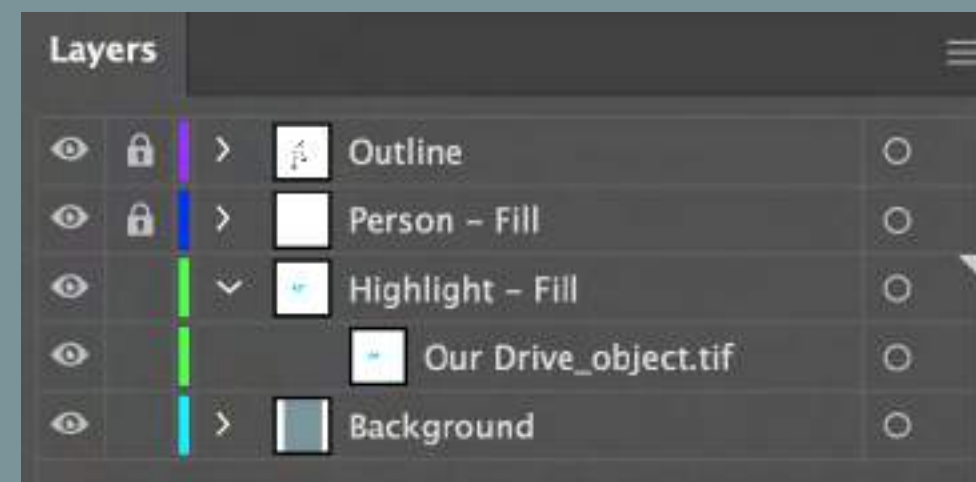 Layers
Outline
Person – Fill
Highlight – Fill
Our Drive_object.tif
Background